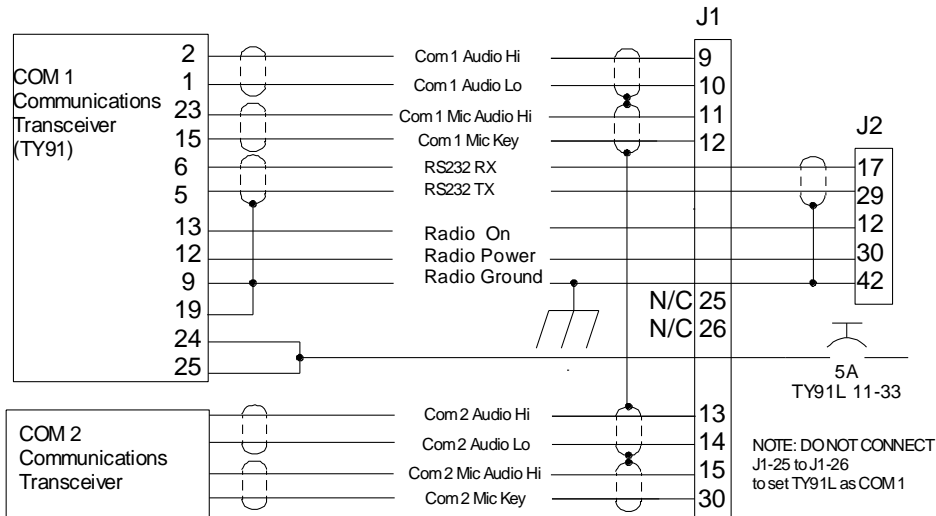 J1
COM 1
Communications
Transceiver
(TY91)
2 Com 1 Audio Hi 9
1 Com 1 Audio Lo 10
23 Com 1 Mic Audio Hi 11
15 Com 1 Mic Key 12
J2
6 RS232 RX 17
5 RS232 TX 29
13 Radio On 12
12 Radio Power 30
9 Radio Ground 42
19
N/C 25
N/C 26
24
25
5A
TY91L 11-33
COM 2
Communications
Transceiver
Com 2 Audio Hi 13
Com 2 Audio Lo 14
Com 2 Mic Audio Hi 15
Com 2 Mic Key 30
NOTE: DO NOT CONNECT
J1-25 to J1-26
to set TY91L as COM 1